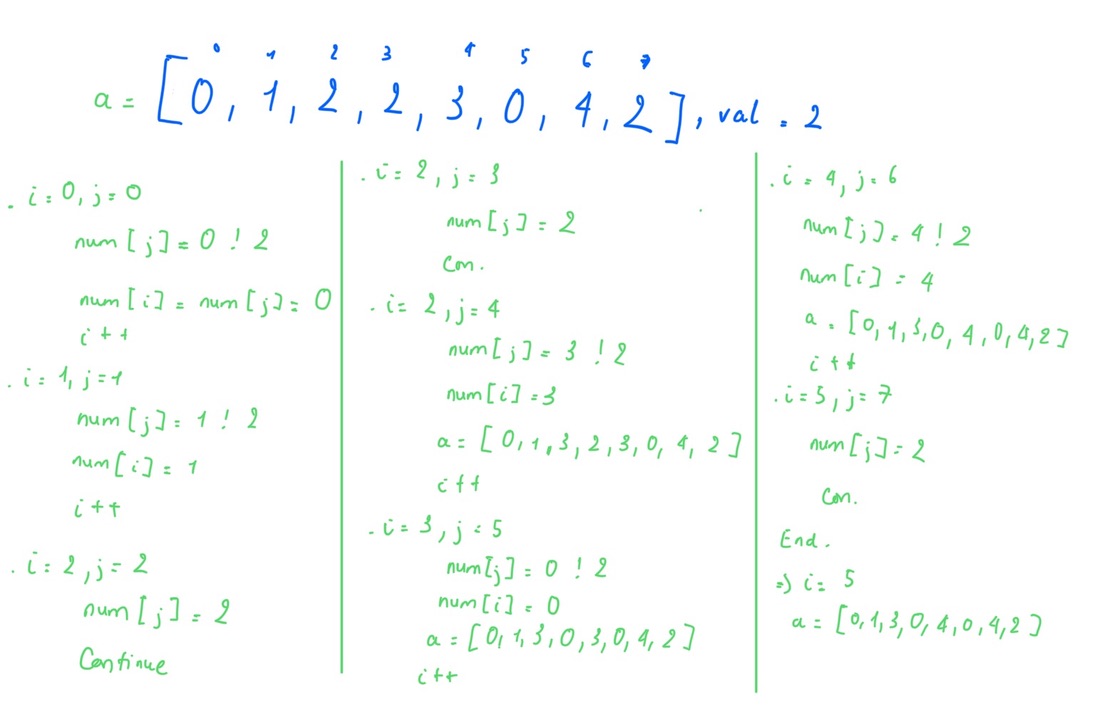 0 1 2 3 4 5 6 7
a = [0, 1, 2, 2, 3, 0, 4, 2], val = 2
. i = 0, j = 0
num [j] = 0 ! 2
num [i] = num [j] = 0
i++
. i = 1, j = 1
num [j] = 1 ! 2
num [i] = 1
i++
. i = 2, j = 2
num [j] = 2
Continue
. i = 2, j = 3
num [j] = 2
Con.
. i = 2, j = 4
num [j] = 3 ! 2
num [i] = 3
a = [0, 1, 3, 2, 3, 0, 4, 2]
i++
. i = 3, j = 5
num [j] = 0 ! 2
num [i] = 0
a = [0, 1, 3, 0, 3, 0, 4, 2]
i++
. i = 4, j = 6
num [j] = 4 ! 2
num [i] = 4
a = [0, 1, 3, 0, 4, 0, 4, 2]
i++
. i = 5, j = 7
num [j] = 2
Con.
End.
=> i = 5
a = [0, 1, 3, 0, 4, 0, 4, 2]